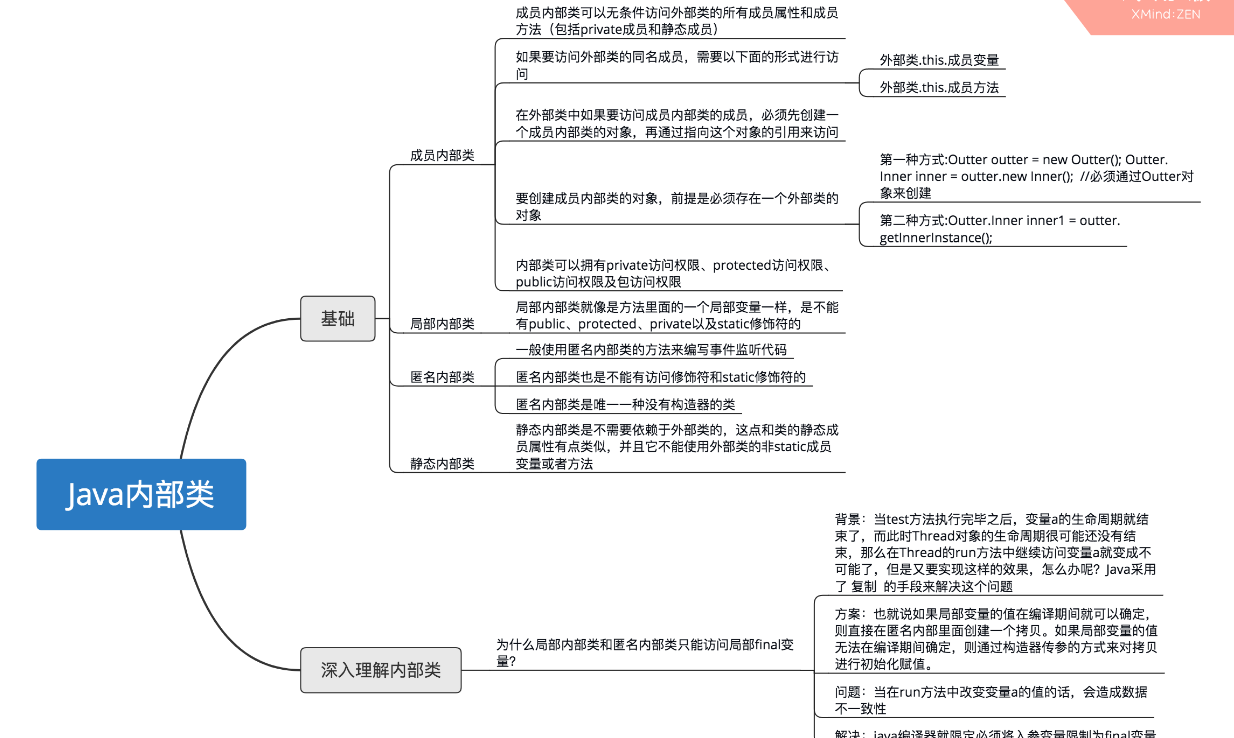 XMind:ZEN
成员内部类可以无条件访问外部类的所有成员属性和成员
方法（包括private成员和静态成员）
如果要访问外部类的同名成员，需要以下面的形式进行访
问
外部类.this.成员变量
外部类.this.成员方法
在外部类中如果要访问成员内部类的成员，必须先创建一
个成员内部类的对象，再通过指向这个对象的引用来访问
成员内部类
第一种方式:Outter outter = new Outter(); Outter.
Inner inner = outter.new Inner();  //必须通过Outter对
象来创建
要创建成员内部类的对象，前提是必须存在一个外部类的
对象
第二种方式:Outter.Inner inner1 = outter.
getInnerInstance();
内部类可以拥有private访问权限、protected访问权限、
public访问权限及包访问权限
基础
局部内部类
局部内部类就像是方法里面的一个局部变量一样，是不能
有public、protected、private以及static修饰符的
一般使用匿名内部类的方法来编写事件监听代码
匿名内部类
匿名内部类也是不能有访问修饰符和static修饰符的
匿名内部类是唯一一种没有构造器的类
静态内部类是不需要依赖于外部类的，这点和类的静态成
员属性有点类似，并且它不能使用外部类的非static成员
变量或者方法
静态内部类
Java内部类
背景：当test方法执行完毕之后，变量a的生命周期就结
束了，而此时Thread对象的生命周期很可能还没有结
束，那么在Thread的run方法中继续访问变量a就变成不
可能了，但是又要实现这样的效果，怎么办呢？Java采用
了 复制  的手段来解决这个问题
方案：也就说如果局部变量的值在编译期间就可以确定，
则直接在匿名内部里面创建一个拷贝。如果局部变量的值
无法在编译期间确定，则通过构造器传参的方式来对拷贝
进行初始化赋值。
为什么局部内部类和匿名内部类只能访问局部final变
量？
深入理解内部类
问题：当在run方法中改变变量a的值的话，会造成数据
不一致性
解决：java编译器就限定必须将入参变量限制为final变量